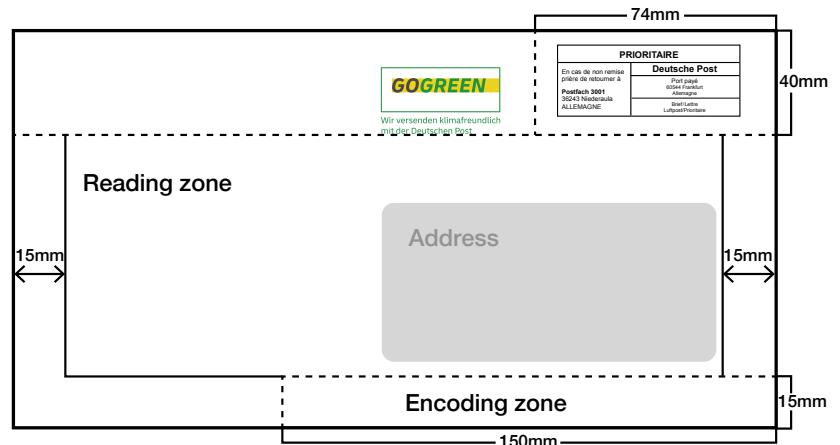 74mm
PRIORITAIRE
En cas de non remise
prière de retourner à
Postfach 3001
36243 Niederaula
ALLEMAGNE
Deutsche Post
Port payé
60544 Frankfurt
Allemagne
Brief/Lettre
Luftpost/Prioritaire
40mm
GOGREEN
Wir versenden klimafreundlich
mit der Deutschen Post
Reading zone
Address
15mm
15mm
Encoding zone
15mm
150mm